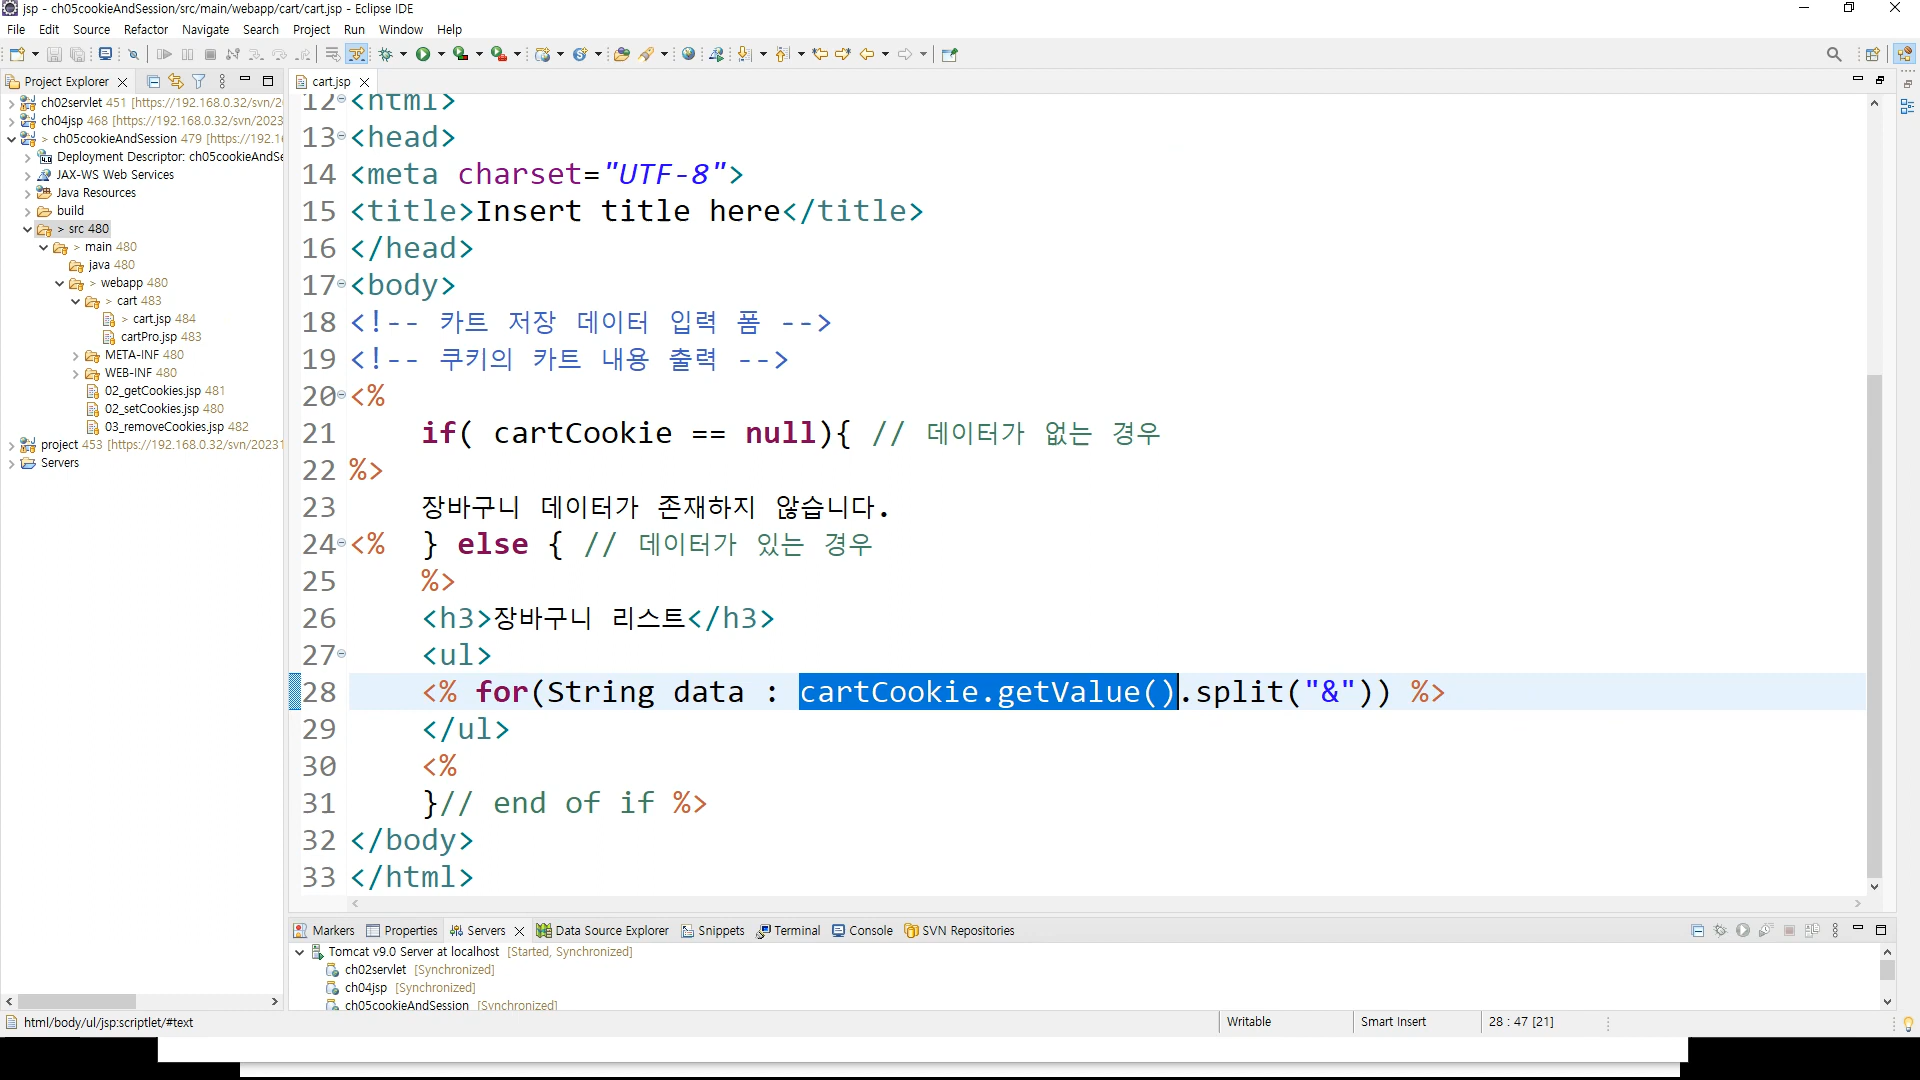 jsp - ch05cookieAndSession/src/main/webapp/cart/cart.jsp - Eclipse IDE
File Edit Source Refactor Navigate Search Project Run Window Help
Project Explorer
ch02servlet 451 [https://192.168.0.32/svn/2
ch04jsp 468 [https://192.168.0.32/svn/2023
> ch05cookieAndSession 479 [https://192.1
Deployment Descriptor: ch05cookieAndSe
JAX-WS Web Services
Java Resources
build
> src 480
> main 480
java 480
> webapp 480
> cart 483
> cart.jsp 484
cartPro.jsp 483
META-INF 480
WEB-INF 480
02_getCookies.jsp 481
02_setCookies.jsp 480
03_removeCookies.jsp 482
project 453 [https://192.168.0.32/svn/20231
Servers
cart.jsp
12 <html>
13 <head>
14 <meta charset="UTF-8">
15 <title>Insert title here</title>
16 </head>
17 <body>
18 <!-- 카트 저장 데이터 입력 폼 -->
19 <!-- 쿠키의 카트 내용 출력 -->
20 <%
21 if( cartCookie == null){ // 데이터가 없는 경우
22 %>
23 장바구니 데이터가 존재하지 않습니다.
24 <% } else { // 데이터가 있는 경우
25 %>
26 <h3>장바구니 리스트</h3>
27 <ul>
28 <% for(String data : cartCookie.getValue().split("&")) %>
29 </ul>
30 <%
31 }// end of if %>
32 </body>
33 </html>
Markers Properties Servers Data Source Explorer Snippets Terminal Console SVN Repositories
Tomcat v9.0 Server at localhost [Started, Synchronized]
ch02servlet [Synchronized]
ch04jsp [Synchronized]
ch05cookieAndSession [Synchronized]
html/body/ul/jsp:scriptlet/#text Writable Smart Insert 28 : 47 [21]